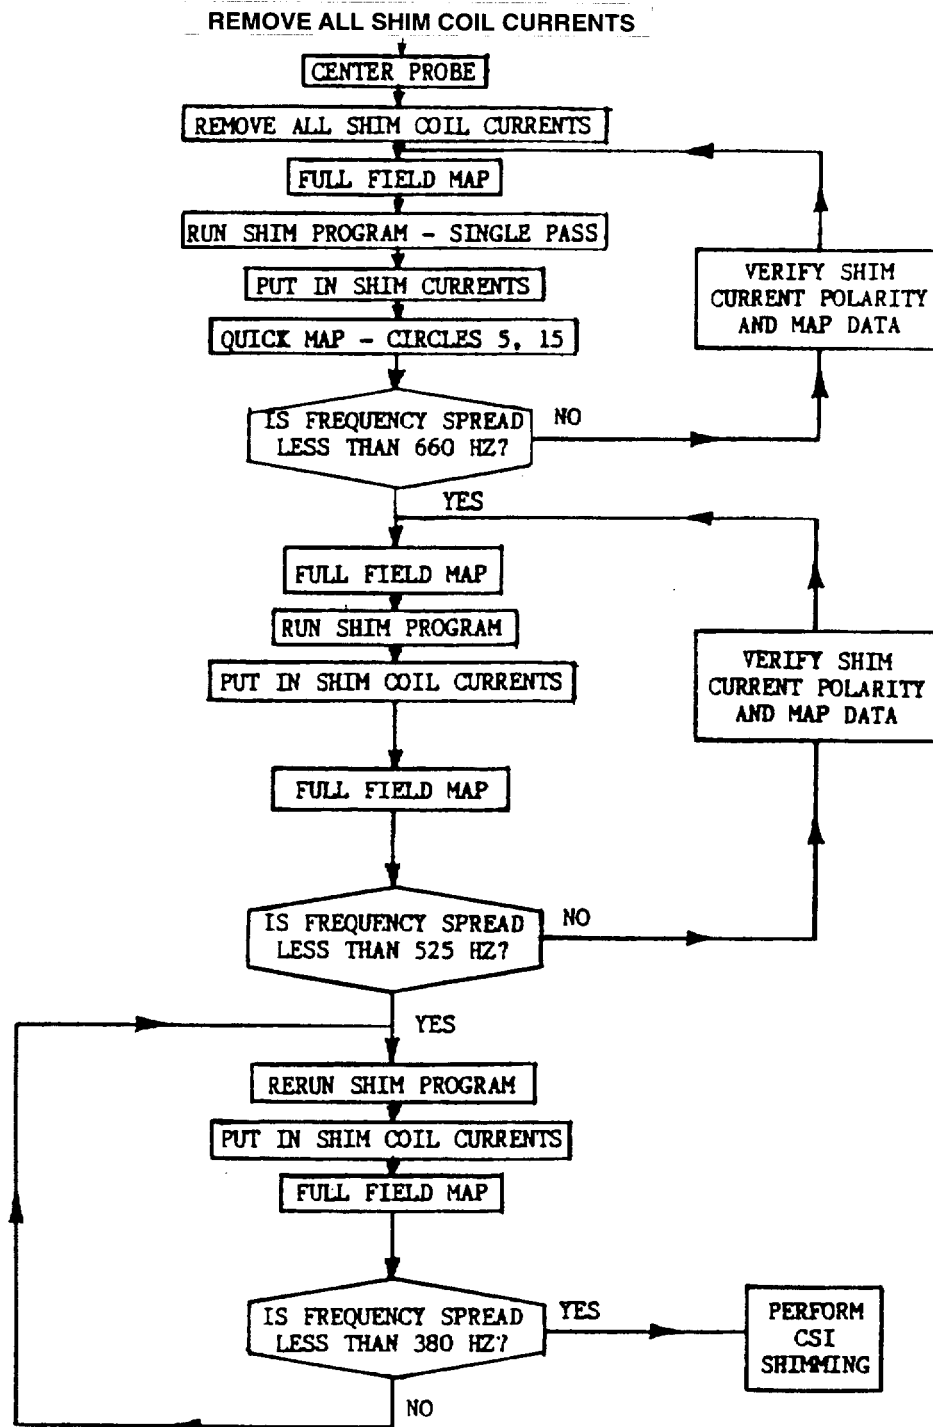 REMOVE ALL SHIM COIL CURRENTS
CENTER PROBE
REMOVE ALL SHIM COIL CURRENTS
FULL FIELD MAP
RUN SHIM PROGRAM - SINGLE PASS
PUT IN SHIM CURRENTS
QUICK MAP - CIRCLES 5, 15
VERIFY SHIM
CURRENT POLARITY
AND MAP DATA
IS FREQUENCY SPREAD
LESS THAN 660 HZ?
NO
YES
FULL FIELD MAP
RUN SHIM PROGRAM
PUT IN SHIM COIL CURRENTS
VERIFY SHIM
CURRENT POLARITY
AND MAP DATA
FULL FIELD MAP
IS FREQUENCY SPREAD
LESS THAN 525 HZ?
NO
YES
RERUN SHIM PROGRAM
PUT IN SHIM COIL CURRENTS
FULL FIELD MAP
IS FREQUENCY SPREAD
LESS THAN 380 HZ?
YES
PERFORM
CSI
SHIMMING
NO